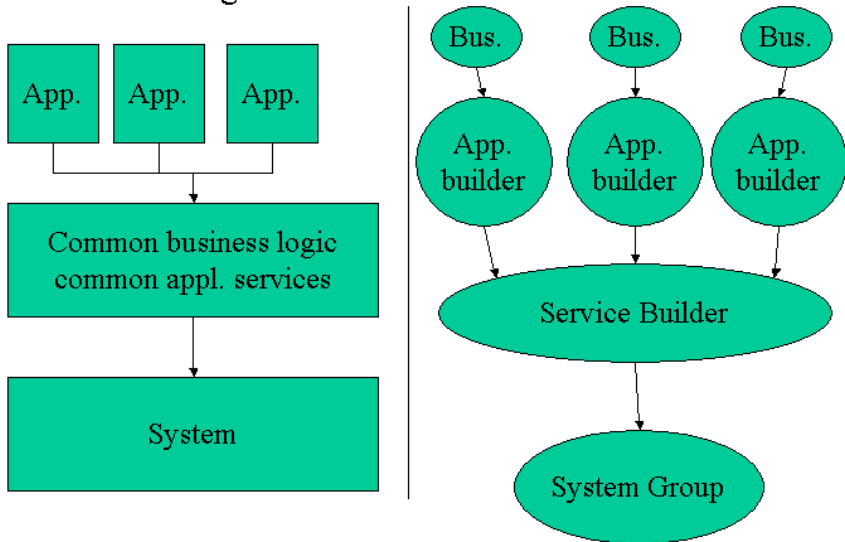 App.
App.
App.
Common business logic
common appl. services
System
Bus.
Bus.
Bus.
App.
builder
App.
builder
App.
builder
Service Builder
System Group